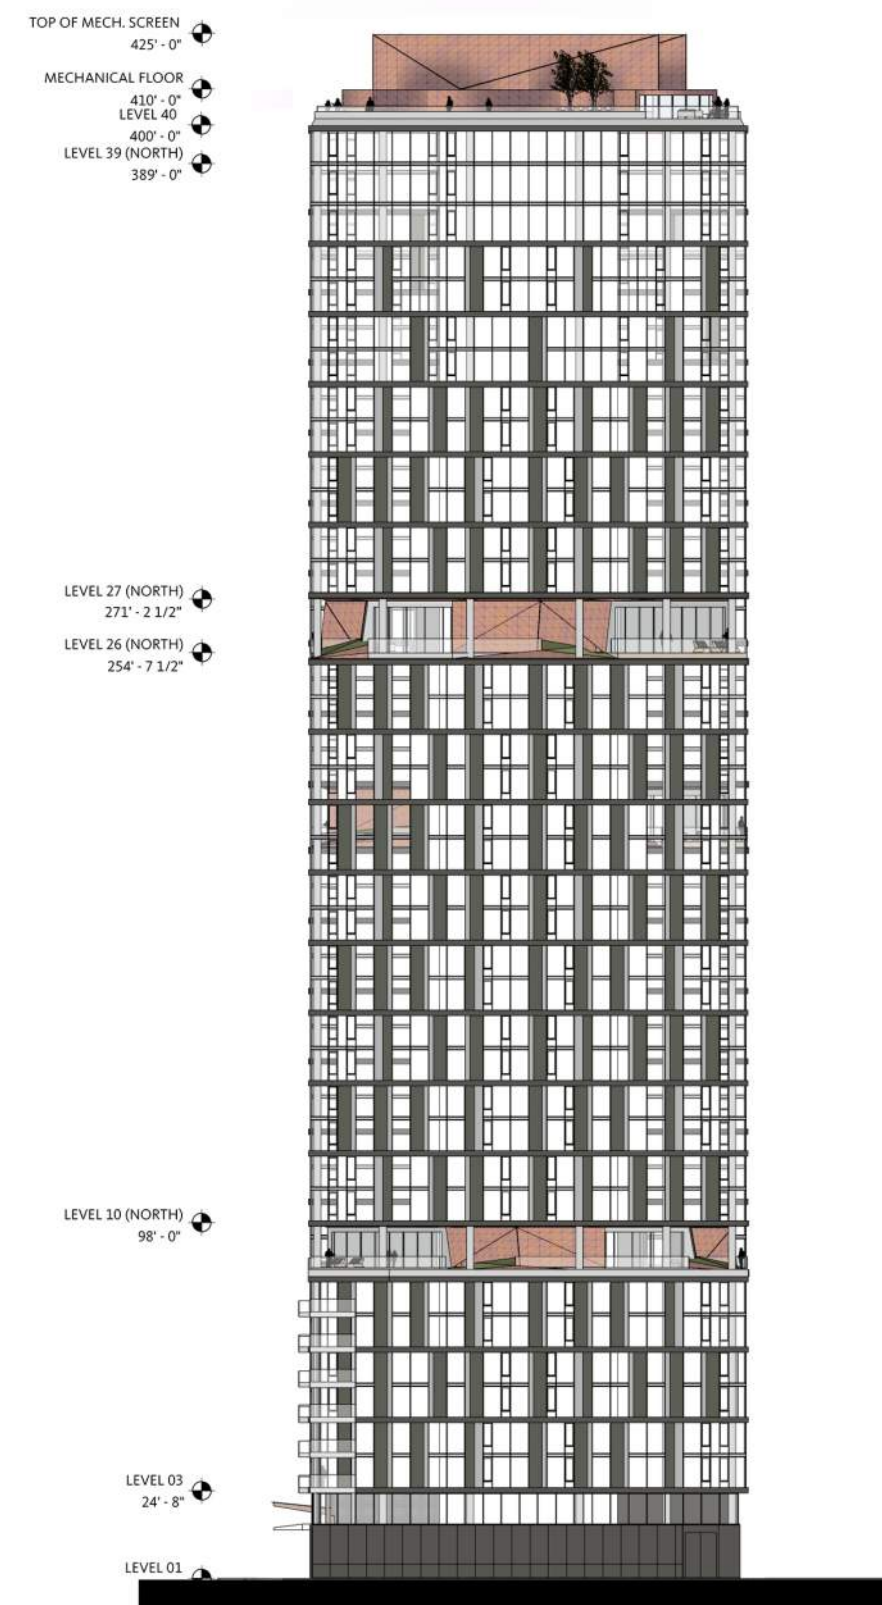 TOP OF MECH. SCREEN
425' - 0"
MECHANICAL FLOOR
410' - 0"
LEVEL 40
400' - 0"
LEVEL 39 (NORTH)
389' - 0"
LEVEL 27 (NORTH)
271' - 2 1/2"
LEVEL 26 (NORTH)
254' - 7 1/2"
LEVEL 10 (NORTH)
98' - 0"
LEVEL 03
24' - 8"
LEVEL 01